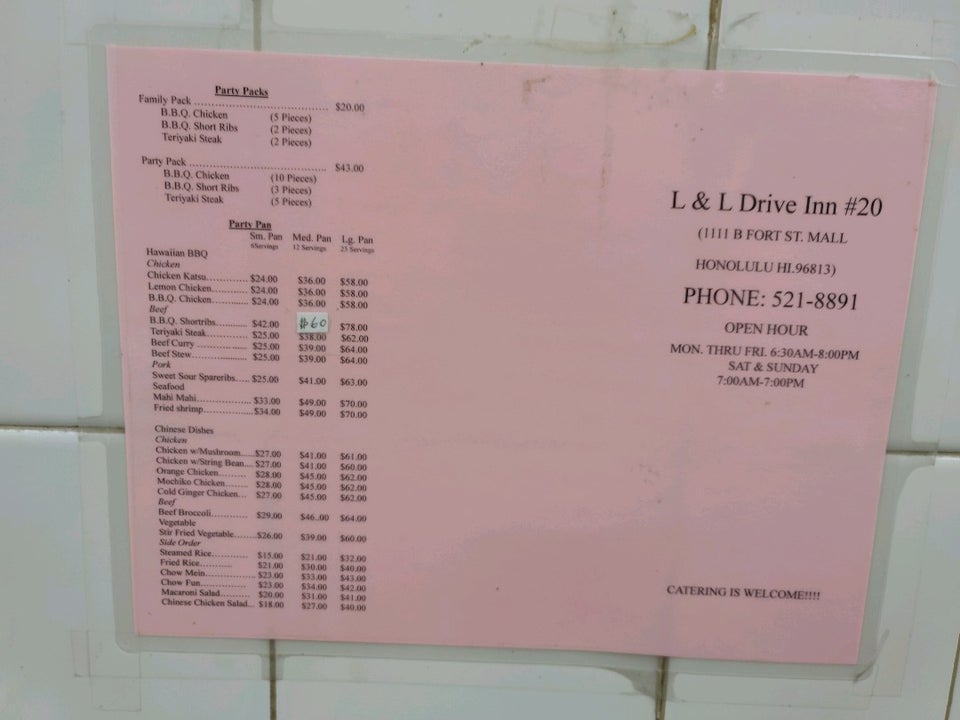 Party Packs
Family Pack .............................. $20.00
B.B.Q. Chicken (5 Pieces)
B.B.Q. Short Ribs (2 Pieces)
Teriyaki Steak (2 Pieces)
Party Pack .............................. $43.00
B.B.Q. Chicken (10 Pieces)
B.B.Q. Short Ribs (3 Pieces)
Teriyaki Steak (5 Pieces)
Party Pan
Sm. Pan Med. Pan Lg. Pan
6Servings 12 Servings 25 Servings
Hawaiian BBQ
Chicken
Chicken Katsu............ $24.00 $36.00 $58.00
Lemon Chicken.......... $24.00 $36.00 $58.00
B.B.Q. Chicken........... $24.00 $36.00 $58.00
Beef
B.B.Q. Shortribs.......... $42.00 $60 $78.00
Teriyaki Steak............. $25.00 $38.00 $62.00
Beef Curry ................ $25.00 $39.00 $64.00
Beef Stew.................. $25.00 $39.00 $64.00
Pork
Sweet Sour Spareribs..... $25.00 $41.00 $63.00
Seafood
Mahi Mahi.................. $33.00 $49.00 $70.00
Fried shrimp............... $34.00 $49.00 $70.00
Chinese Dishes
Chicken
Chicken w/Mushroom.....$27.00 $41.00 $61.00
Chicken w/String Bean.... $27.00 $41.00 $60.00
Orange Chicken......... $28.00 $45.00 $62.00
Mochiko Chicken........ $28.00 $45.00 $62.00
Cold Ginger Chicken... $27.00 $45.00 $62.00
Beef
Beef Broccoli............ $29.00 $46..00 $64.00
Vegetable
Stir Fried Vegetable.......$26.00 $39.00 $60.00
Side Order
Steamed Rice............ $15.00 $21.00 $32.00
Fried Rice................ $21.00 $30.00 $40.00
Chow Mein................ $23.00 $33.00 $43.00
Chow Fun................ $23.00 $34.00 $42.00
Macaroni Salad.......... $20.00 $31.00 $41.00
Chinese Chicken Salad... $18.00 $27.00 $40.00
L & L Drive Inn #20
(1111 B FORT ST. MALL
HONOLULU HI.96813)
PHONE: 521-8891
OPEN HOUR
MON. THRU FRI. 6:30AM-8:00PM
SAT & SUNDAY
7:00AM-7:00PM
CATERING IS WELCOME!!!!